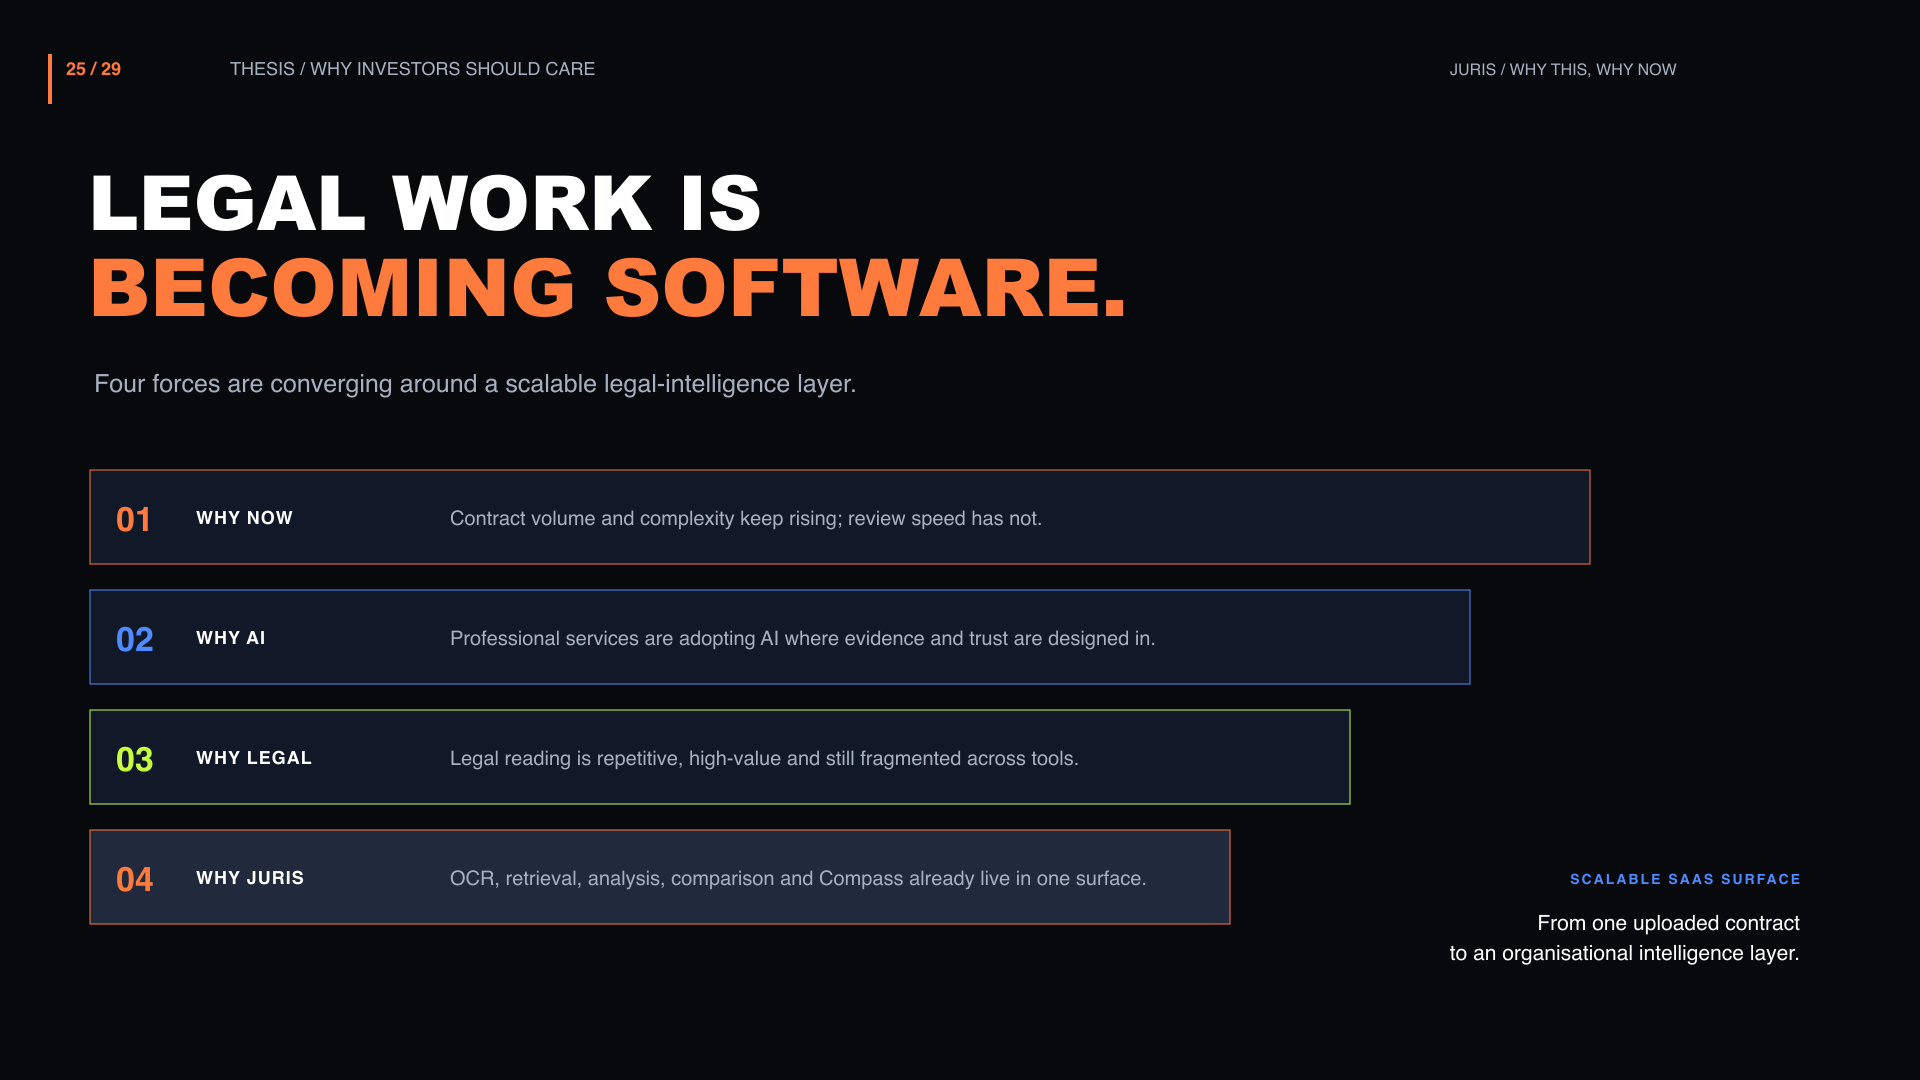 25 / 29
THESIS / WHY INVESTORS SHOULD CARE
JURIS / WHY THIS, WHY NOW
LEGAL WORK IS
BECOMING SOFTWARE.
Four forces are converging around a scalable legal-intelligence layer.
01 WHY NOW Contract volume and complexity keep rising; review speed has not.
02 WHY AI Professional services are adopting AI where evidence and trust are designed in.
03 WHY LEGAL Legal reading is repetitive, high-value and still fragmented across tools.
04 WHY JURIS OCR, retrieval, analysis, comparison and Compass already live in one surface.
SCALABLE SAAS SURFACE
From one uploaded contract
to an organisational intelligence layer.